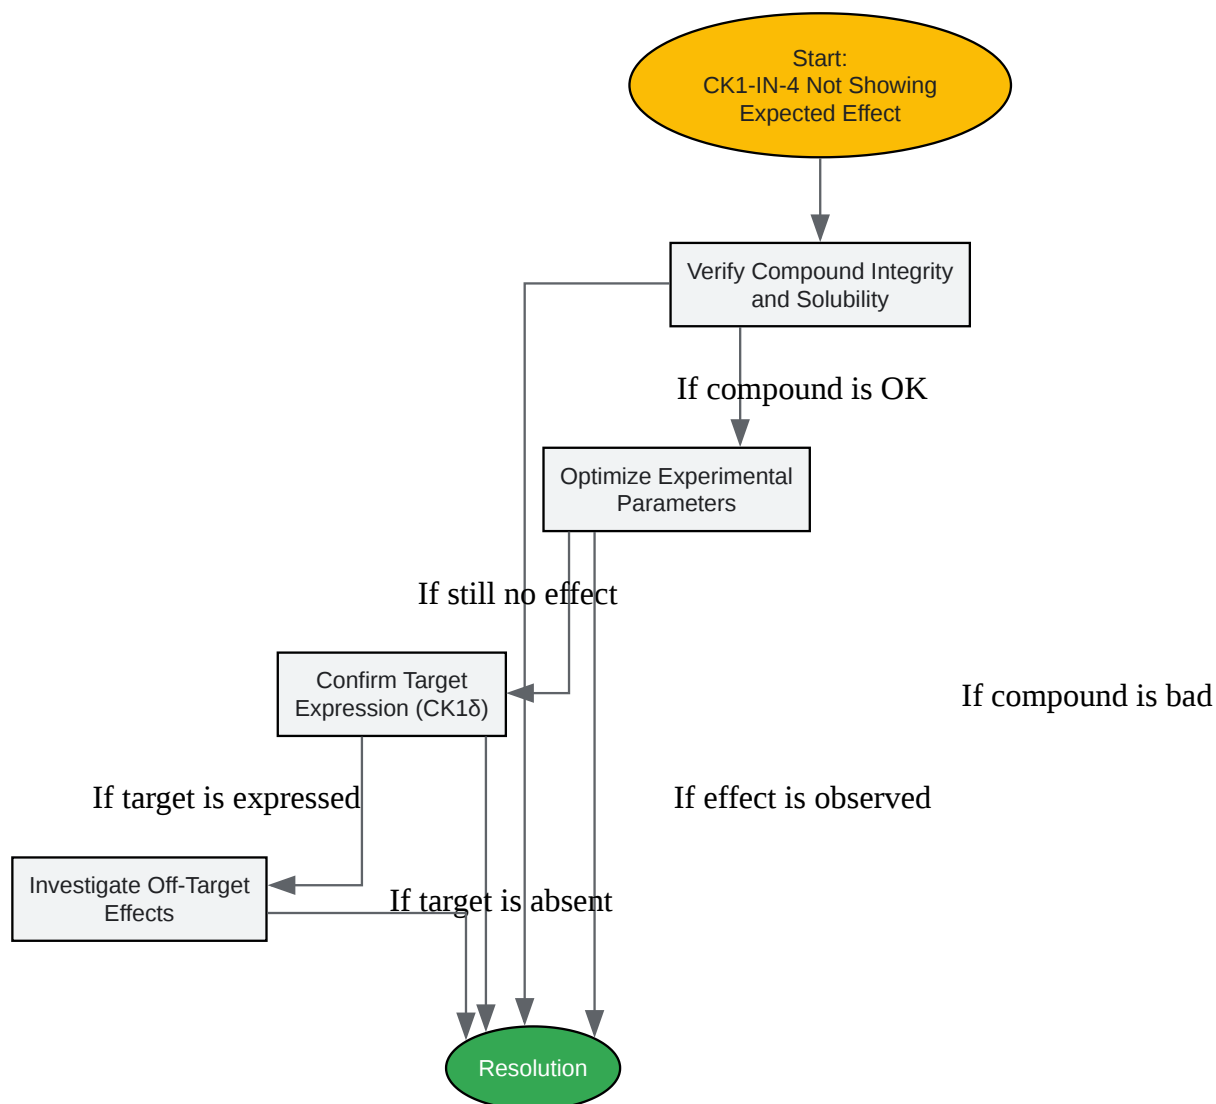 Start:
CK1-IN-4 Not Showing
Expected Effect
Verify Compound Integrity
and Solubility
If compound is OK
Optimize Experimental
Parameters
If still no effect
Confirm Target
Expression (CK1δ)
If compound is bad
If target is expressed
If effect is observed
Investigate Off-Target
Effects
If target is absent
Resolution